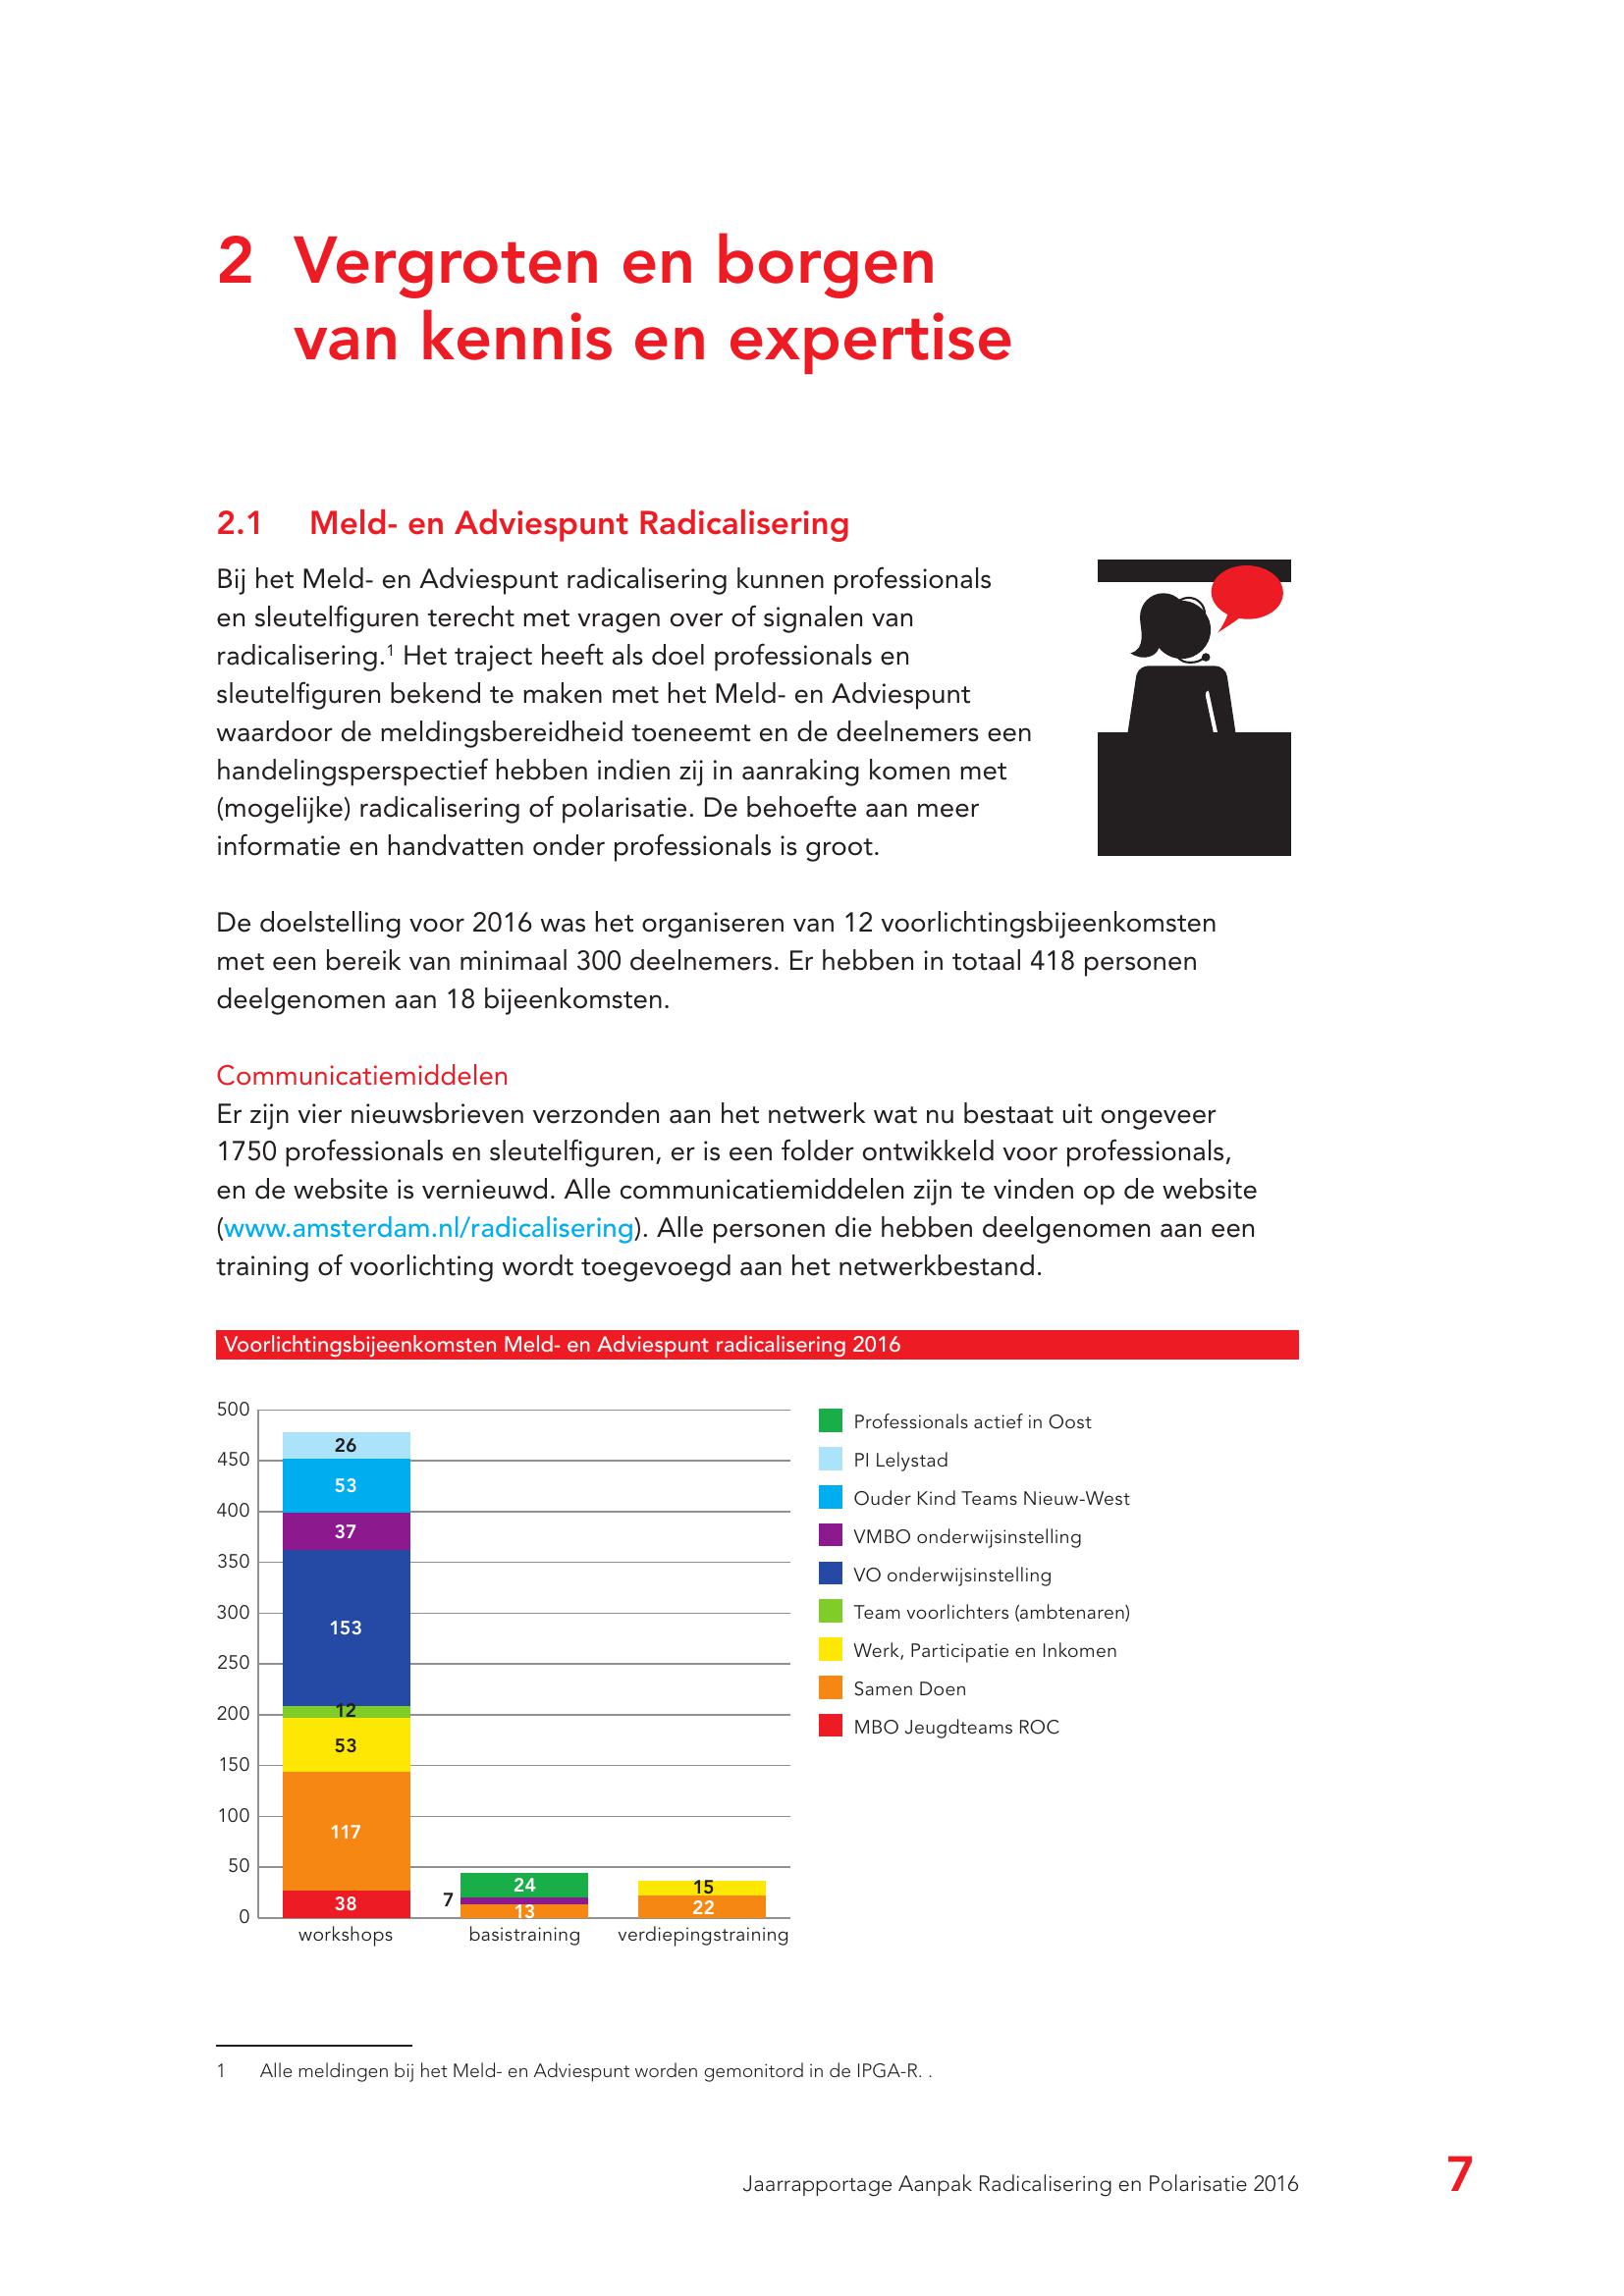 2 Vergroten en borgen
van kennis en expertise
2.1 Meld- en Adviespunt Radicalisering
Bij het Meld- en Adviespunt radicalisering kunnen professionals
en sleutelfiguren terecht met vragen over of signalen van
radicalisering.1 Het traject heeft als doel professionals en
sleutelfiguren bekend te maken met het Meld- en Adviespunt
waardoor de meldingsbereidheid toeneemt en de deelnemers een
handelingsperspectief hebben indien zij in aanraking komen met
(mogelijke) radicalisering of polarisatie. De behoefte aan meer
informatie en handvatten onder professionals is groot.
De doelstelling voor 2016 was het organiseren van 12 voorlichtingsbijeenkomsten
met een bereik van minimaal 300 deelnemers. Er hebben in totaal 418 personen
deelgenomen aan 18 bijeenkomsten.
Communicatiemiddelen
Er zijn vier nieuwsbrieven verzonden aan het netwerk wat nu bestaat uit ongeveer
1750 professionals en sleutelfiguren, er is een folder ontwikkeld voor professionals,
en de website is vernieuwd. Alle communicatiemiddelen zijn te vinden op de website
(www.amsterdam.nl/radicalisering). Alle personen die hebben deelgenomen aan een
training of voorlichting wordt toegevoegd aan het netwerkbestand.
Voorlichtingsbijeenkomsten Meld- en Adviespunt radicalisering 2016
500
450
400
350
300
250
200
150
100
50
0
26
53
37
153
12
53
117
38
workshops
24
7
13
basistraining
15
22
verdiepingstraining
Professionals actief in Oost
PI Lelystad
Ouder Kind Teams Nieuw-West
VMBO onderwijsinstelling
VO onderwijsinstelling
Team voorlichters (ambtenaren)
Werk, Participatie en Inkomen
Samen Doen
MBO Jeugdteams ROC
1 Alle meldingen bij het Meld- en Adviespunt worden gemonitord in de IPGA-R. .
Jaarrapportage Aanpak Radicalisering en Polarisatie 2016 7